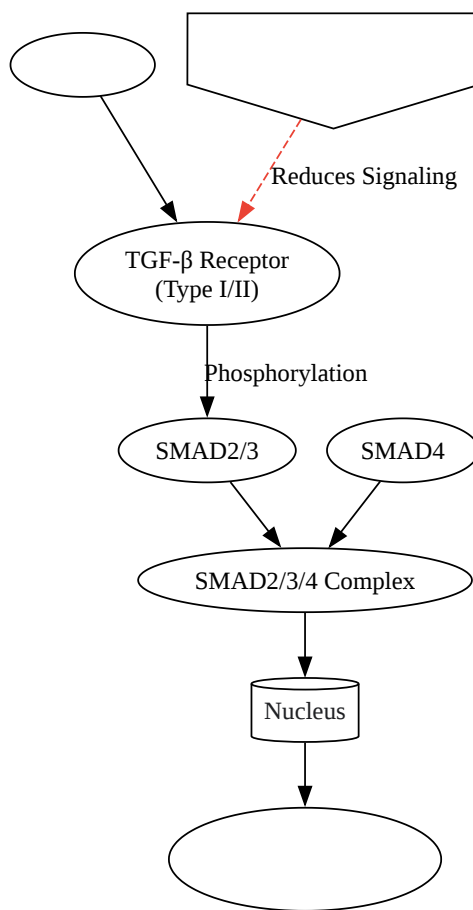 Reduces Signaling
TGF-β Receptor
(Type I/II)
Phosphorylation
SMAD2/3
SMAD4
SMAD2/3/4 Complex
Nucleus